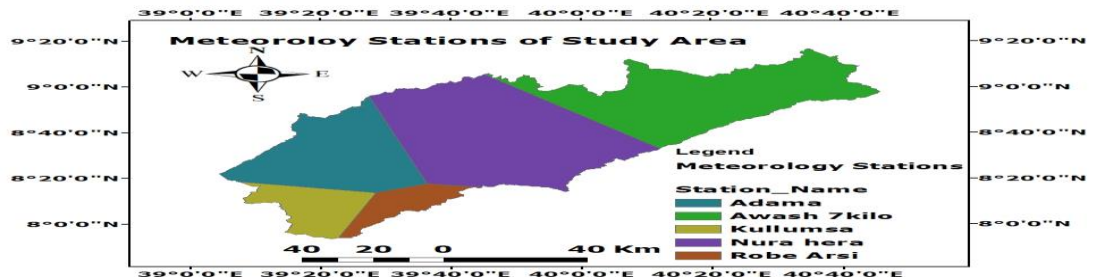 39°0'0"E 39°20'0"E 39°40'0"E 40°0'0"E 40°20'0"E 40°40'0"E
9°20'0"N 9°20'0"N
Meteoroloy Stations of Study Area
N
W E
S
9°0'0"N 9°0'0"N
8°40'0"N 8°40'0"N
Legend
Meteorology Stations
8°20'0"N 8°20'0"N
Station_Name
Adama
Awash 7kilo
8°0'0"N 8°0'0"N
Kullumsa
Nura hera
Robe Arsi
40 20 0 40 Km
39°0'0"E 39°20'0"E 39°40'0"E 40°0'0"E 40°20'0"E 40°40'0"E